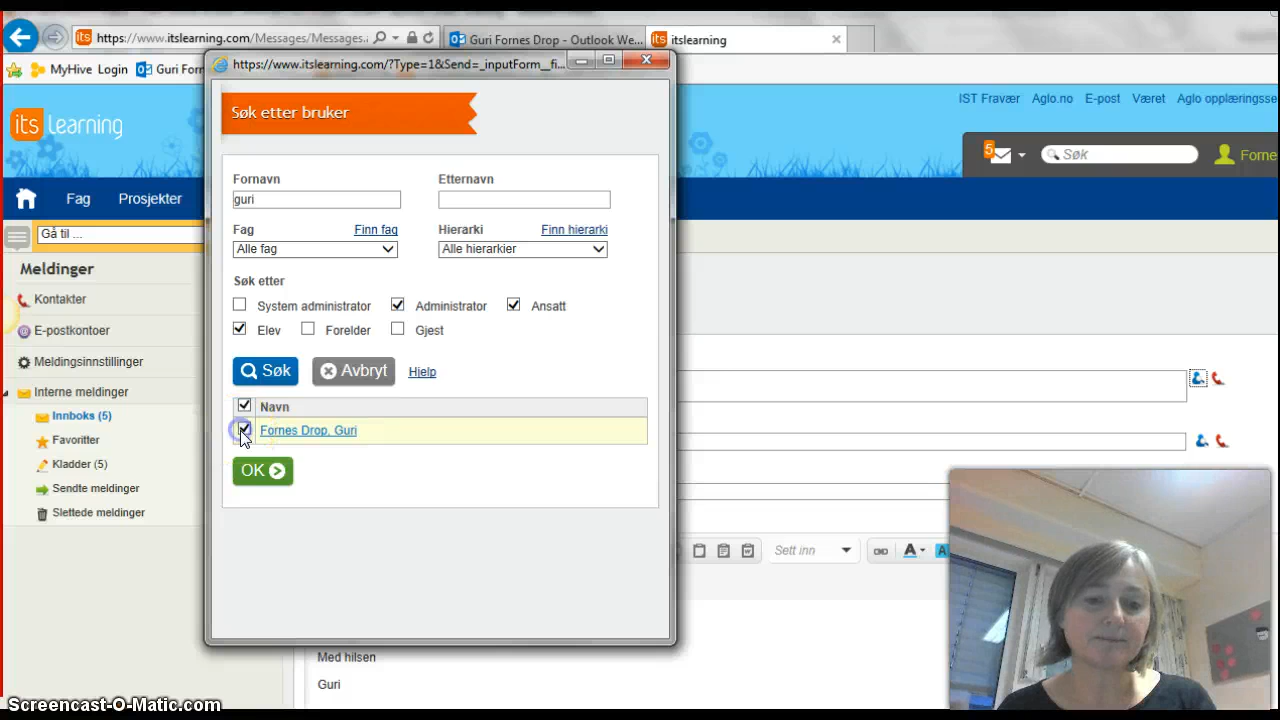 https://www.itslearning.com/Messages/Messages.
Guri Fornes Drop - Outlook We...
itslearning
MyHive Login
Guri Forn
https://www.itslearning.com/?Type=1&Send=_inputForm__fi...
Søk etter bruker
its learning
IST Fravær
Aglo.no
E-post
Været
Aglo opplæringsse
5
Søk
Forne
Fag
Prosjekter
Gå til ...
Meldinger
Kontakter
E-postkontoer
Meldingsinnstillinger
Interne meldinger
Innboks (5)
Favoritter
Kladder (5)
Sendte meldinger
Slettede meldinger
Fornavn
Etternavn
guri
Fag
Finn fag
Hierarki
Finn hierarki
Alle fag
Alle hierarkier
Søk etter
System administrator
Administrator
Ansatt
Elev
Forelder
Gjest
Søk
Avbryt
Hjelp
Navn
Fornes Drop, Guri
OK
Sett inn
A
A
Med hilsen
Guri
Screencast-O-Matic.com